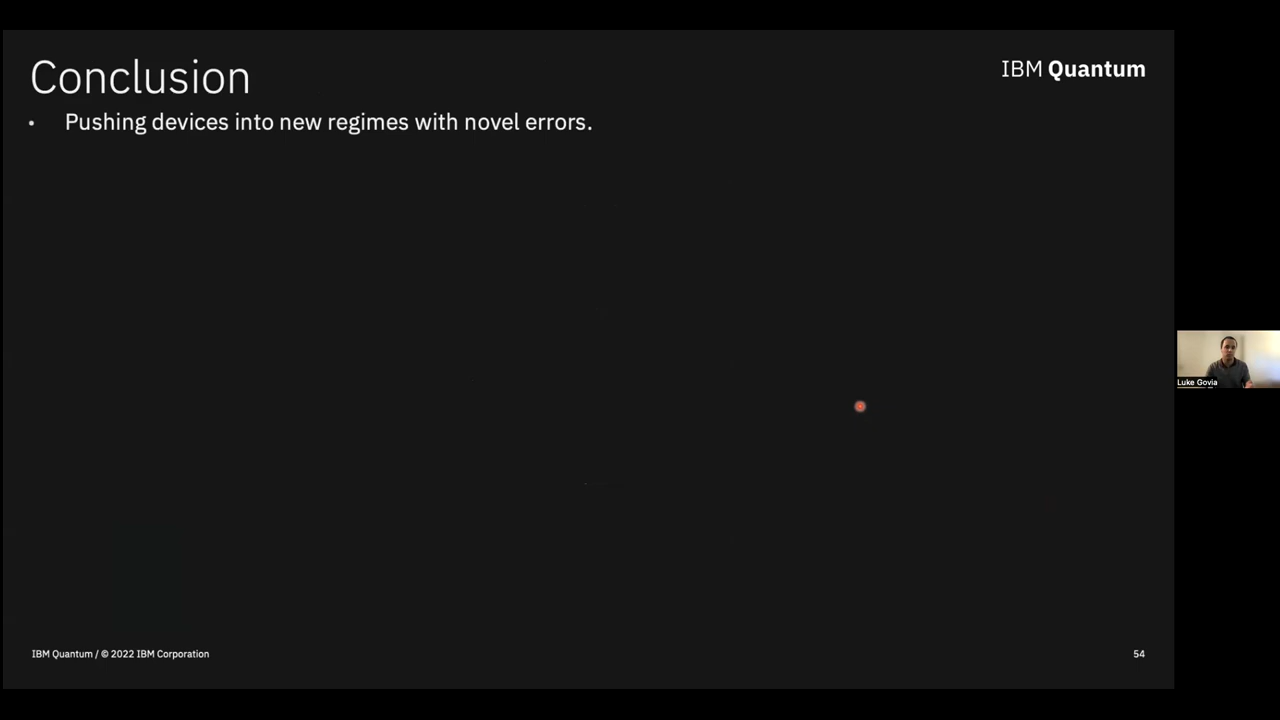 Conclusion
IBM Quantum
• Pushing devices into new regimes with novel errors.
Luke Govia
IBM Quantum / © 2022 IBM Corporation
54